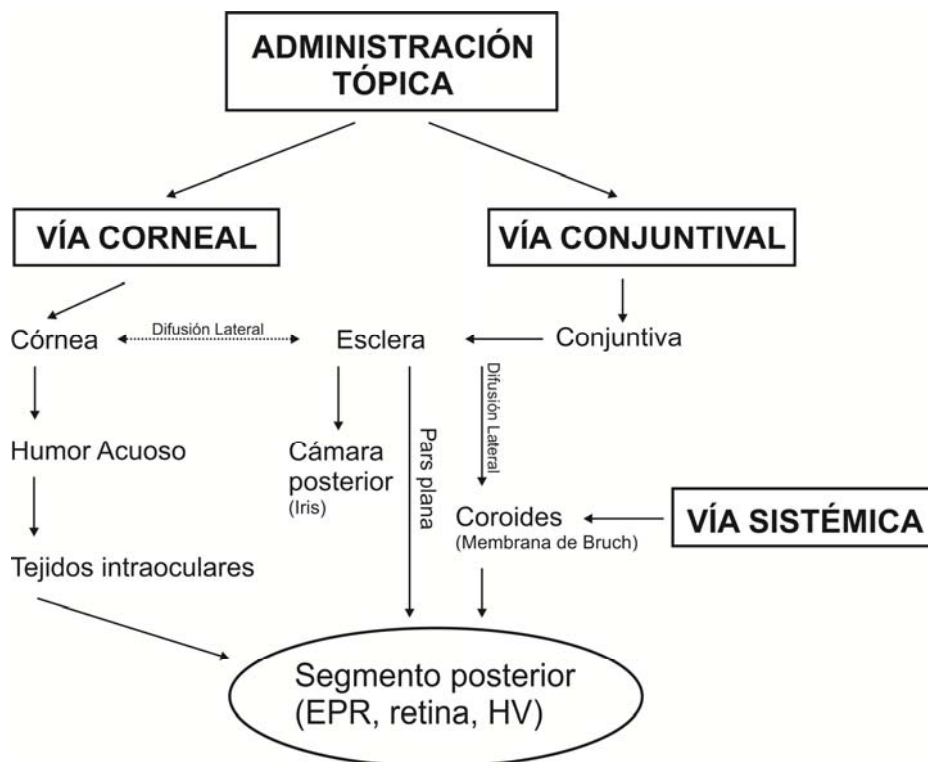 ADMINISTRACIÓN
TÓPICA
VÍA CORNEAL
VÍA CONJUNTIVAL
Córnea
Difusión Lateral
Esclera
Conjuntiva
Humor Acuoso
Cámara
posterior
(Iris)
Pars plana
Difusión Lateral
Coroides
(Membrana de Bruch)
VÍA SISTÉMICA
Tejidos intraoculares
Segmento posterior
(EPR, retina, HV)